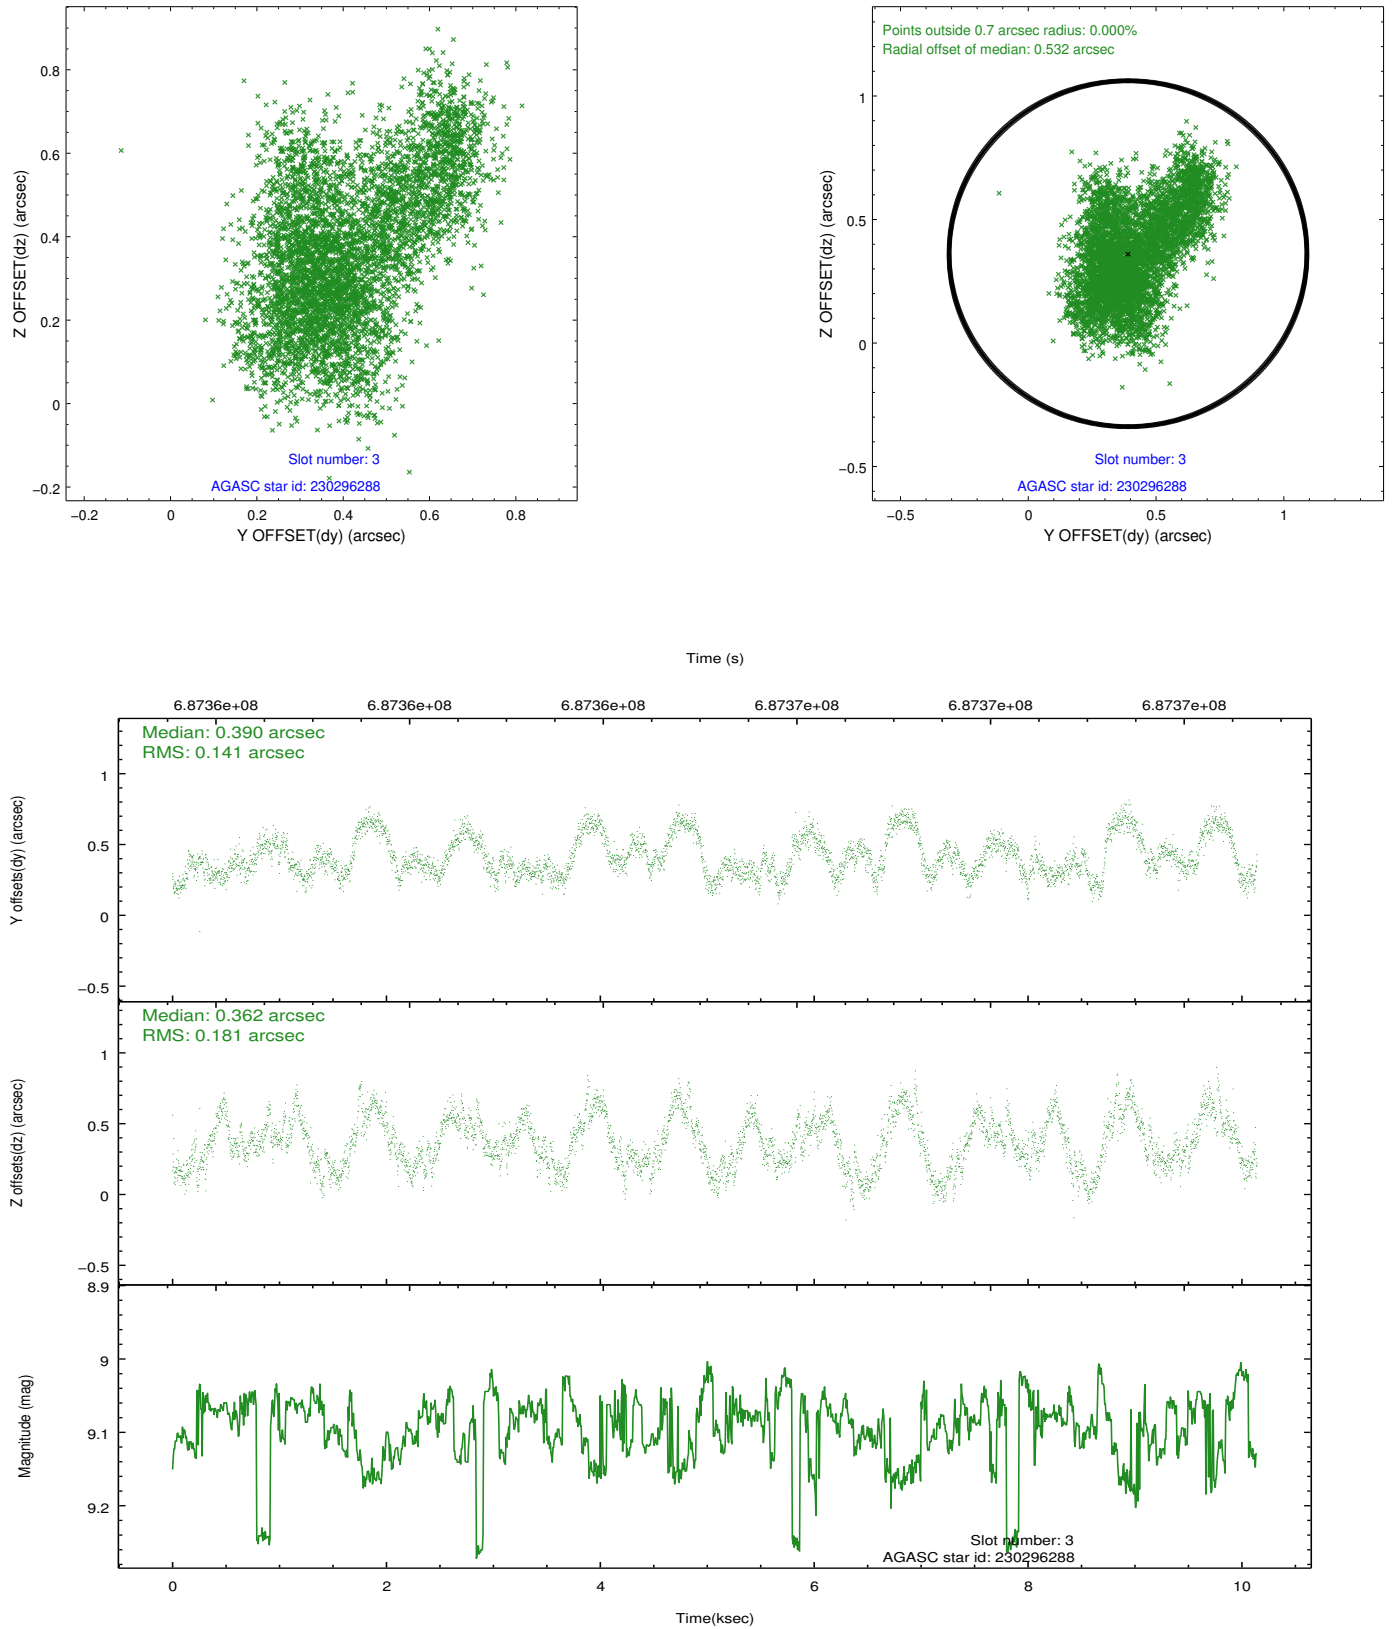 0.8
0.6
0.4
0.2
0
−0.2
Z OFFSET(dz) (arcsec)
Slot number: 3
AGASC star id: 230296288
−0.2 0 0.2 0.4 0.6 0.8
Y OFFSET(dy) (arcsec)
Points outside 0.7 arcsec radius: 0.000%
Radial offset of median: 0.532 arcsec
1
0.5
0
−0.5
Z OFFSET(dz) (arcsec)
Slot number: 3
AGASC star id: 230296288
−0.5 0 0.5 1
Y OFFSET(dy) (arcsec)
Time (s)
6.8736e+08 6.8736e+08 6.8736e+08 6.8737e+08 6.8737e+08 6.8737e+08
Median: 0.390 arcsec
RMS: 0.141 arcsec
1
0.5
0
−0.5
Y offsets(dy) (arcsec)
Median: 0.362 arcsec
RMS: 0.181 arcsec
1
0.5
0
−0.5
Z offsets(dz) (arcsec)
8.9
9
9.1
9.2
Magnitude (mag)
Slot number: 3
AGASC star id: 230296288
0 2 4 6 8 10
Time(ksec)